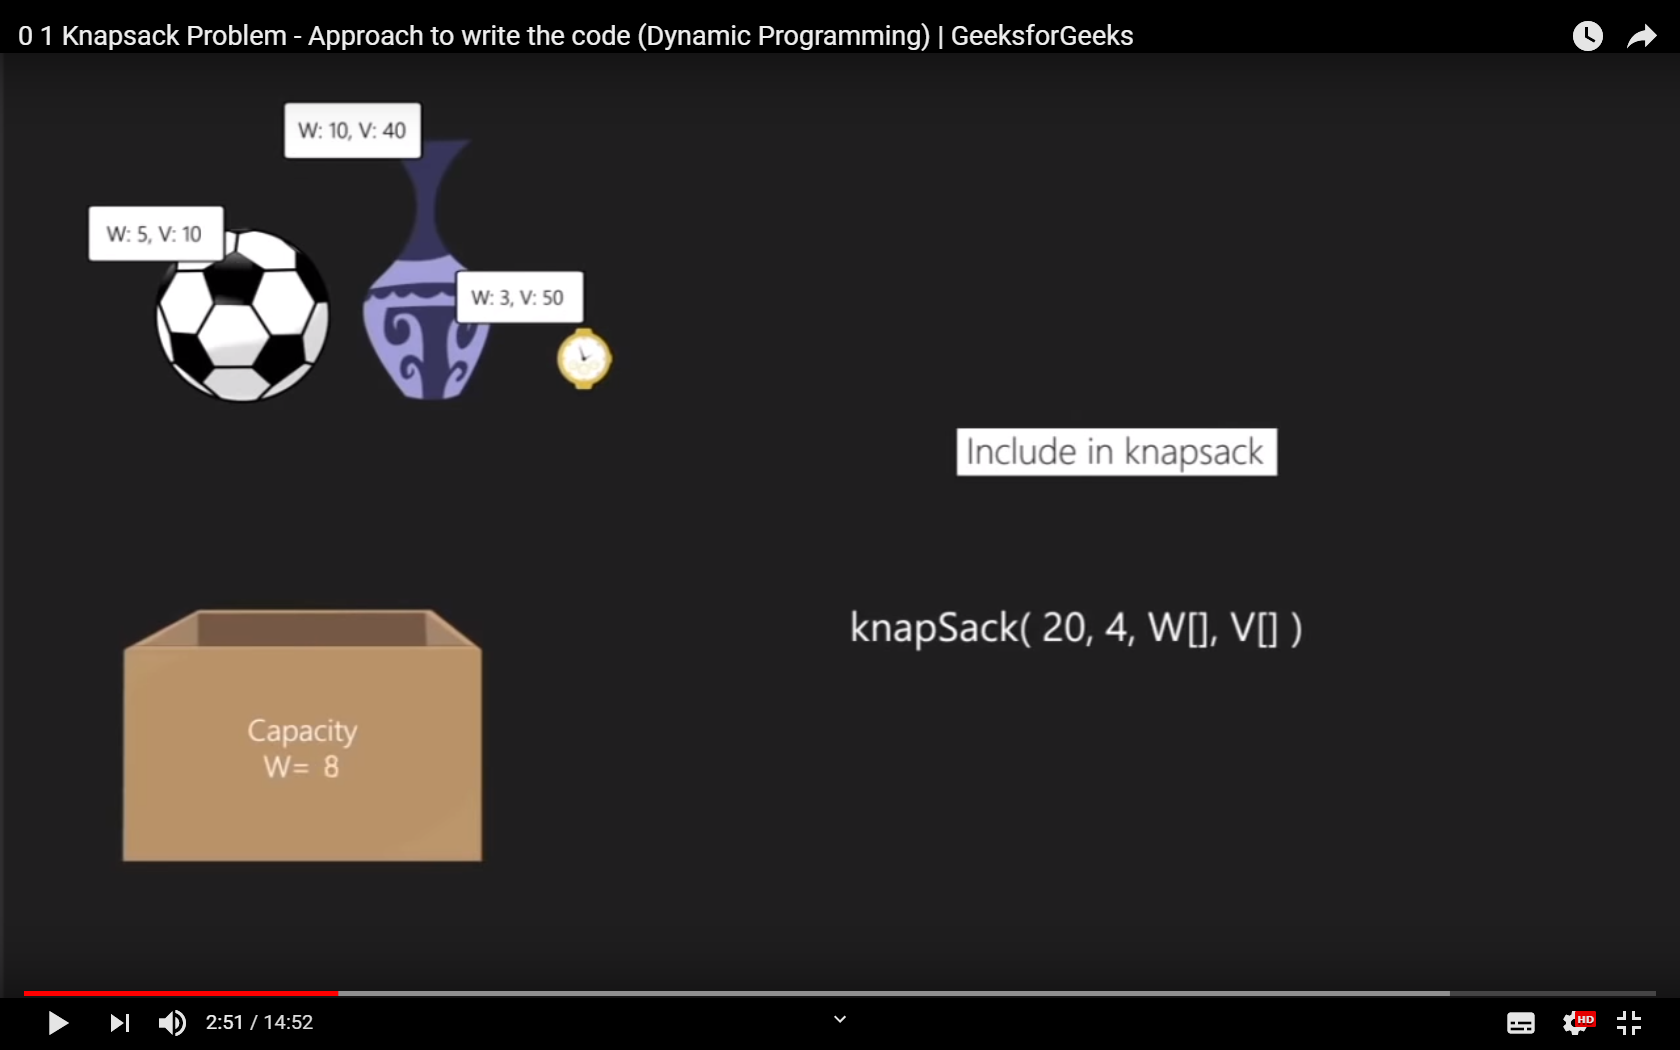 0 1 Knapsack Problem - Approach to write the code (Dynamic Programming) | GeeksforGeeks
W: 10, V: 40
W: 5, V: 10
W: 3, V: 50
Include in knapsack
knapSack( 20, 4, W[], V[] )
Capacity
W= 8
2:51 / 14:52
HD